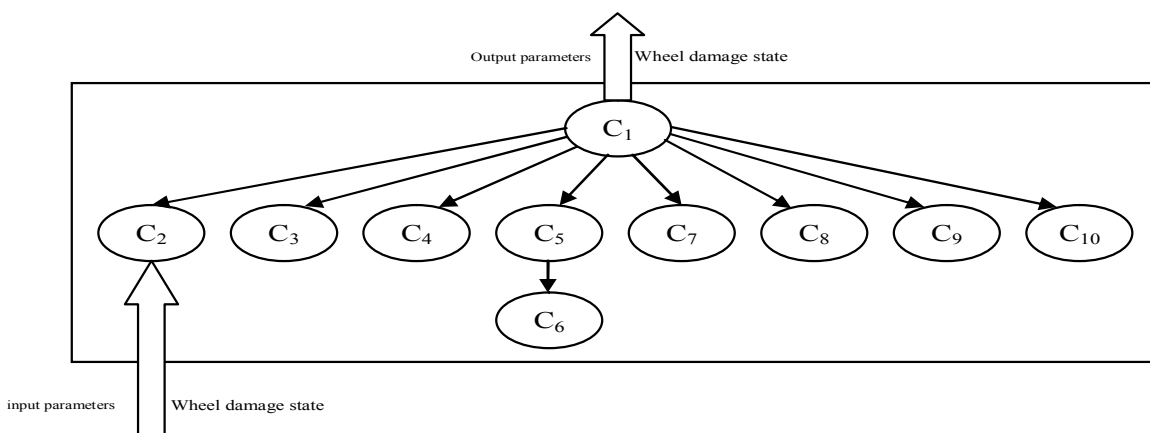 Output parameters
Wheel damage state
C₁
C₂ C₃ C₄ C₅ C₇ C₈ C₉ C₁₀
C₆
input parameters
Wheel damage state